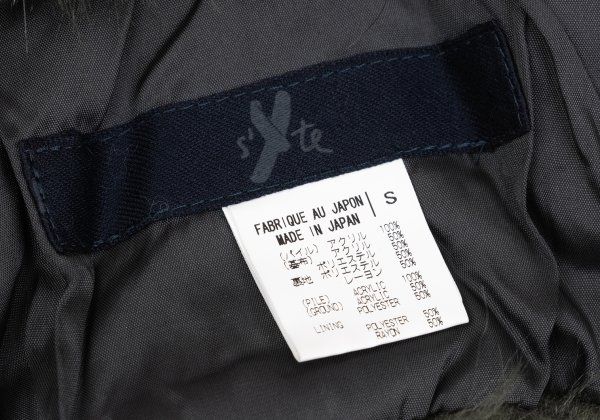 s'Yte
FABRIQUE AU JAPON S
MADE IN JAPAN
(パイル) アクリル 100%
(基布) アクリル 50%
ポリエステル 50%
裏地 ポリエステル 50%
レーヨン 50%
(PILE) ACRYLIC 100%
(GROUND) ACRYLIC 50%
POLYESTER 50%
LINING POLYESTER 50%
RAYON 50%